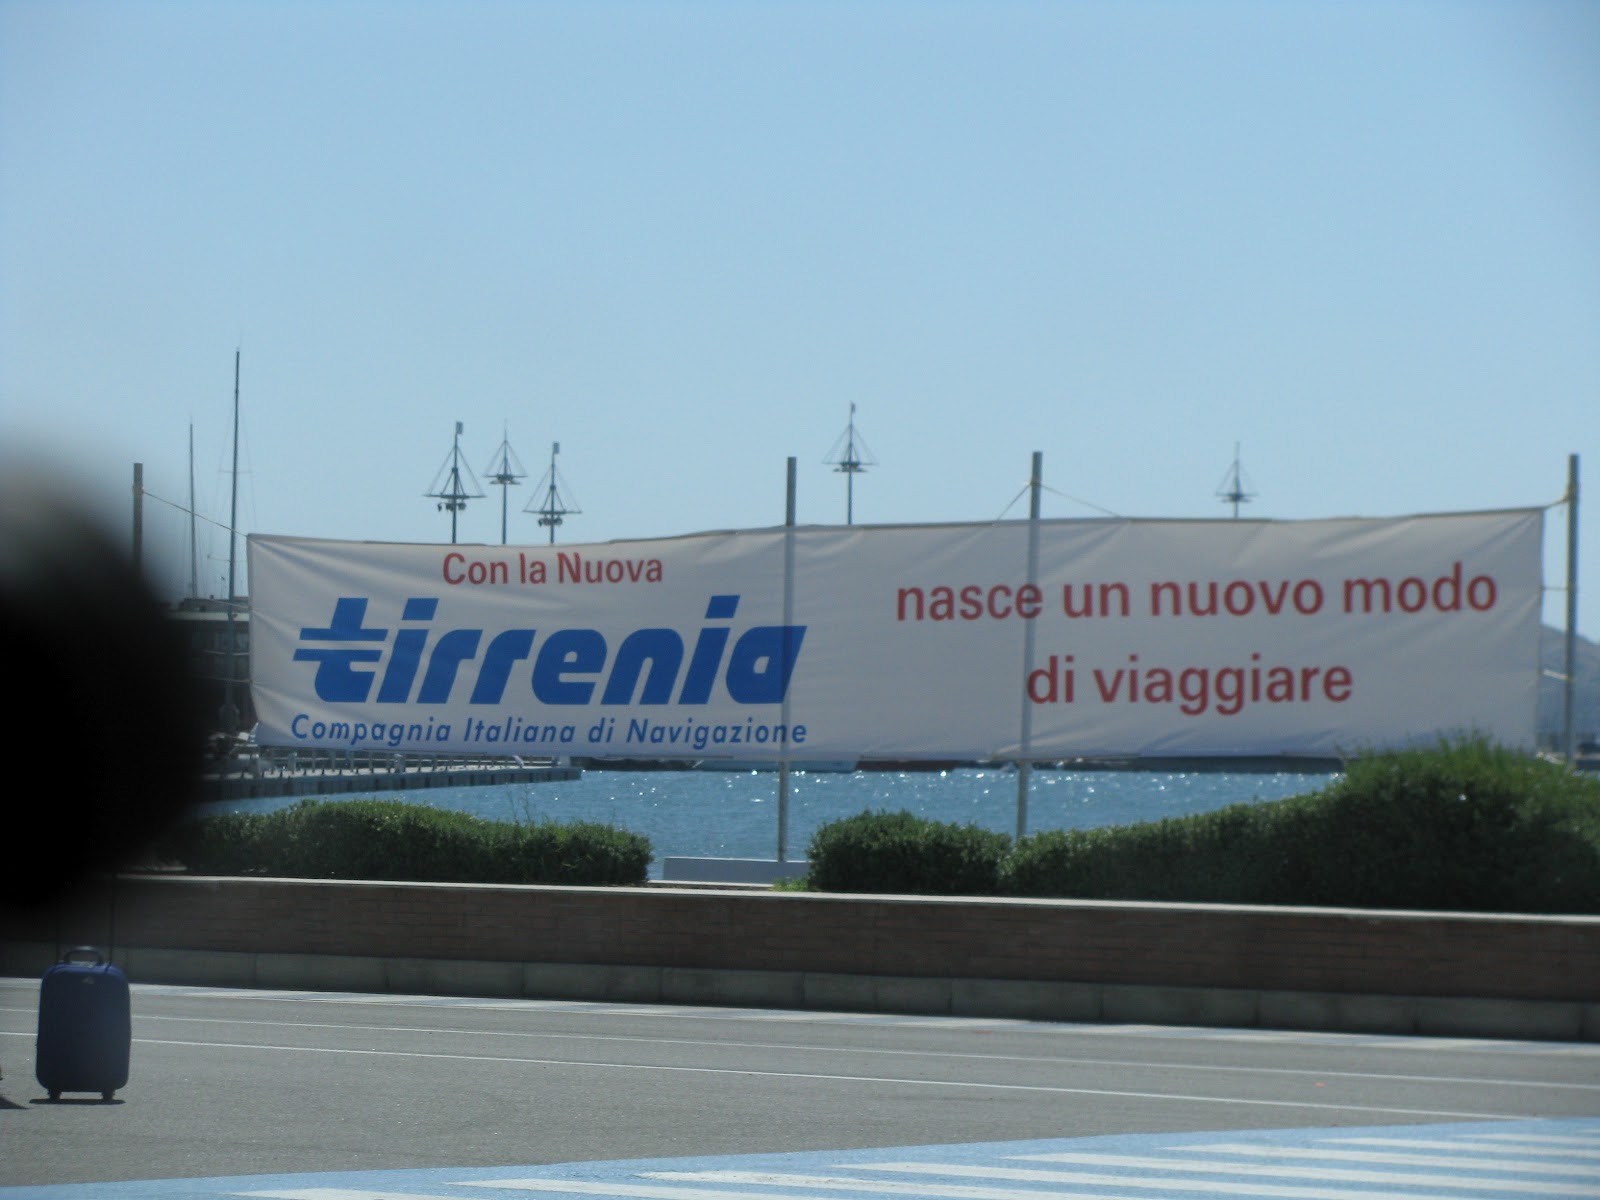 Con la Nuova
tirrenia
Compagnia Italiana di Navigazione
nasce un nuovo modo
di viaggiare